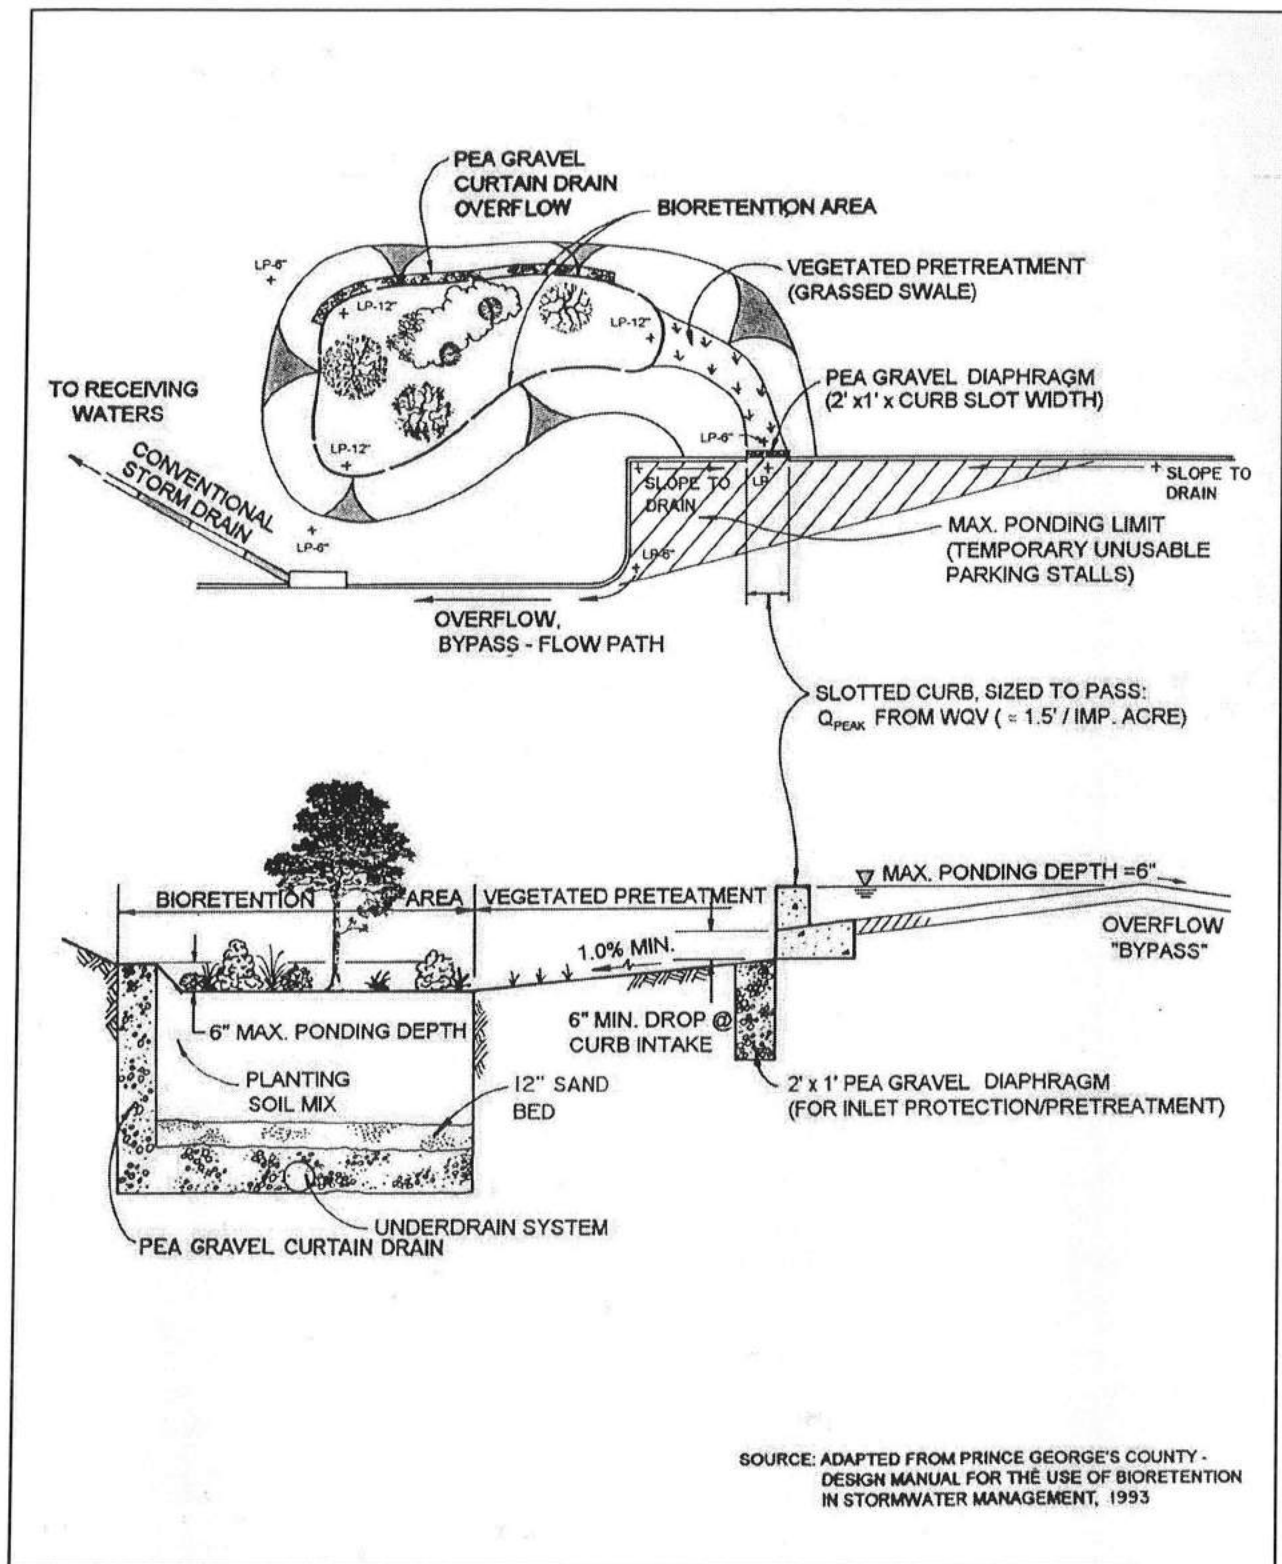 PEA GRAVEL
CURTAIN DRAIN
OVERFLOW
BIORETENTION AREA
LP-6"
VEGETATED PRETREATMENT
(GRASSED SWALE)
LP-12"
LP-12"
TO RECEIVING
WATERS
PEA GRAVEL DIAPHRAGM
(2' x1' x CURB SLOT WIDTH)
LP-6"
LP-12"
CONVENTIONAL
STORM DRAIN
SLOPE TO
DRAIN
LP
SLOPE TO
DRAIN
MAX. PONDING LIMIT
(TEMPORARY UNUSABLE
PARKING STALLS)
LP-6"
LP-6"
OVERFLOW,
BYPASS - FLOW PATH
SLOTTED CURB, SIZED TO PASS:
QPEAK FROM WQV ( = 1.5' / IMP. ACRE)
MAX. PONDING DEPTH =6"
BIORETENTION AREA
VEGETATED PRETEATMENT
OVERFLOW
"BYPASS"
1.0% MIN.
6" MAX. PONDING DEPTH
6" MIN. DROP @
CURB INTAKE
PLANTING
SOIL MIX
12" SAND
BED
2' x 1' PEA GRAVEL DIAPHRAGM
(FOR INLET PROTECTION/PRETREATMENT)
UNDERDRAIN SYSTEM
PEA GRAVEL CURTAIN DRAIN
SOURCE: ADAPTED FROM PRINCE GEORGE'S COUNTY -
DESIGN MANUAL FOR THE USE OF BIORETENTION
IN STORMWATER MANAGEMENT, 1993